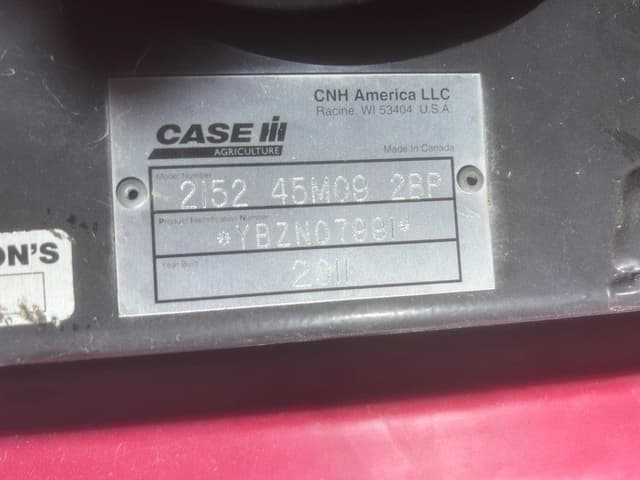 CNH America LLC
Racine, WI 53404 U.S.A.
CASE IH
AGRICULTURE
Made in Canada
Model Number
2152 45M09 2BP
Product Identification Number
*YBZN07991*
Year Built
2011
ON'S